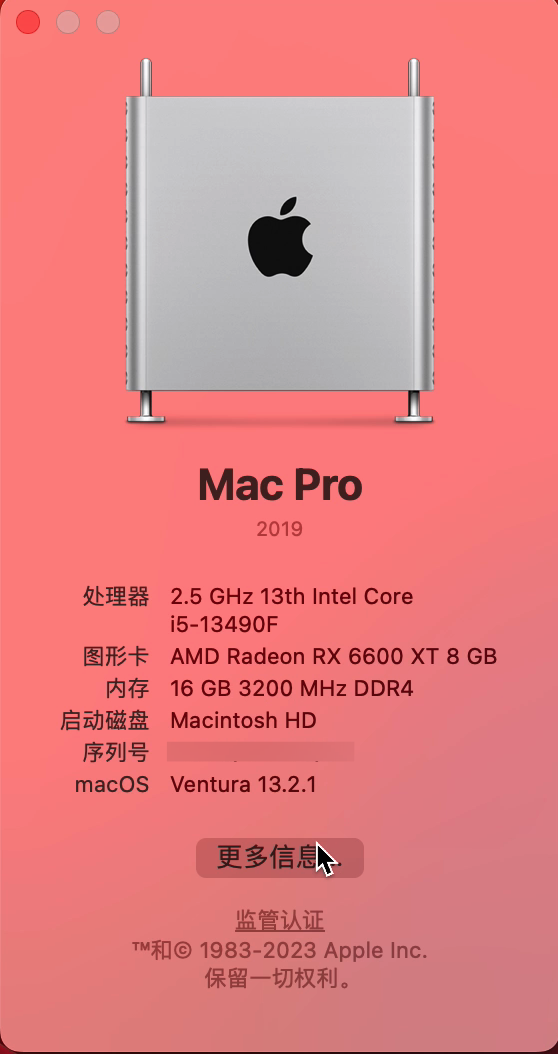 Mac Pro
2019
处理器 2.5 GHz 13th Intel Core
i5-13490F
图形卡 AMD Radeon RX 6600 XT 8 GB
内存 16 GB 3200 MHz DDR4
启动磁盘 Macintosh HD
序列号
macOS Ventura 13.2.1
更多信息...
监管认证
™和© 1983-2023 Apple Inc.
保留一切权利。